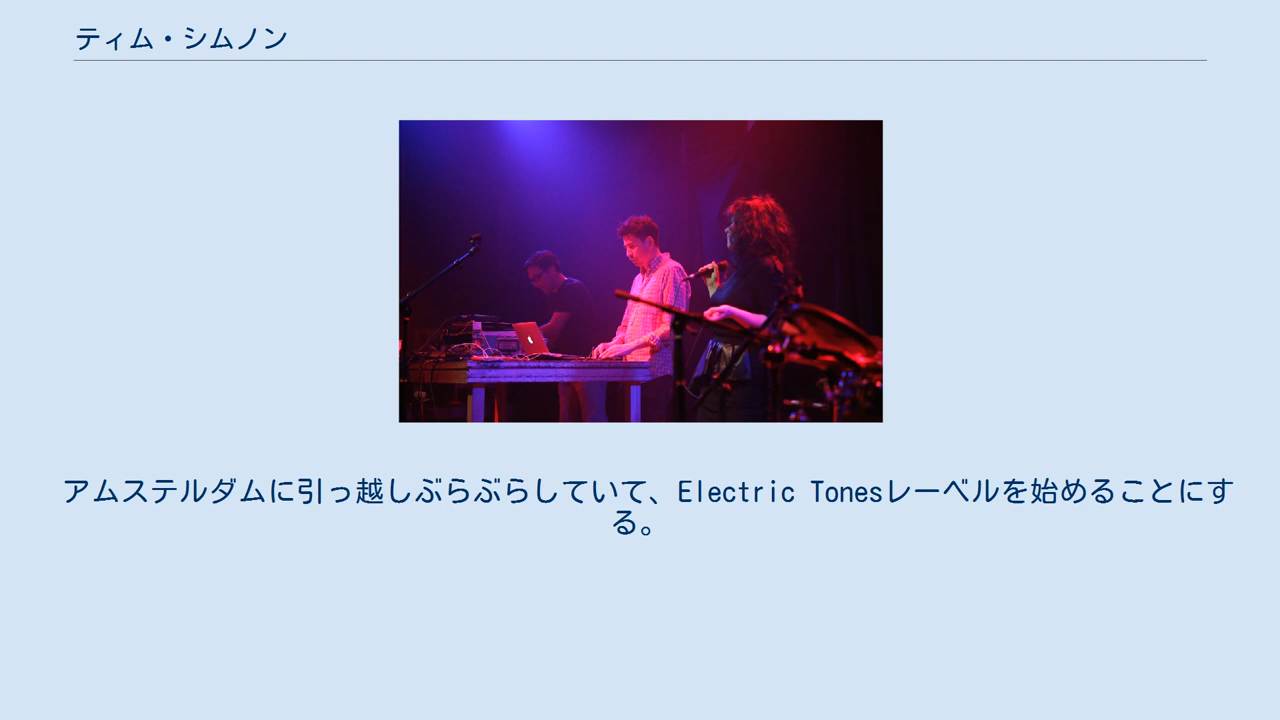 ティム・シムノン
アムステルダムに引っ越しぶらぶらしていて、Electric Tonesレーベルを始めることにす
る。